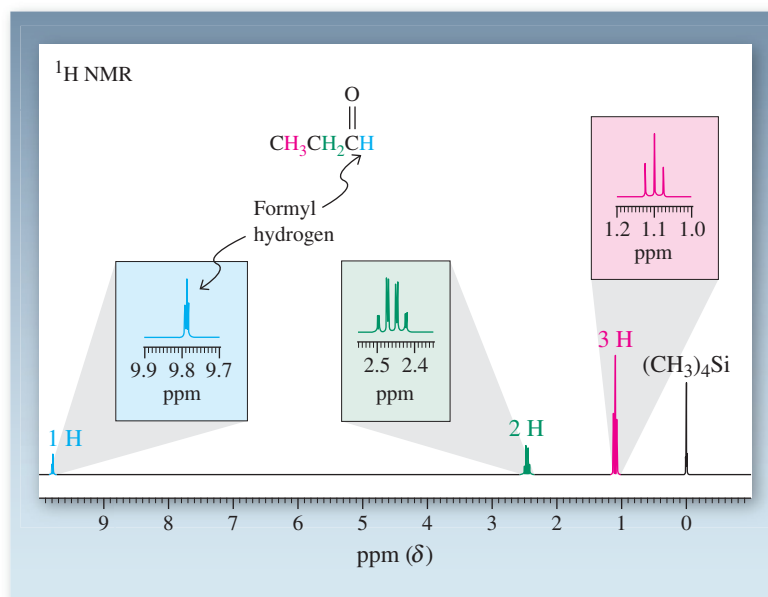 ¹H NMR
O
CH₃CH₂CH
Formyl
hydrogen
1.2 1.1 1.0
ppm
9.9 9.8 9.7
ppm
2.5 2.4
ppm
1 H
2 H
3 H
(CH₃)₄Si
9 8 7 6 5 4 3 2 1 0
ppm (δ)